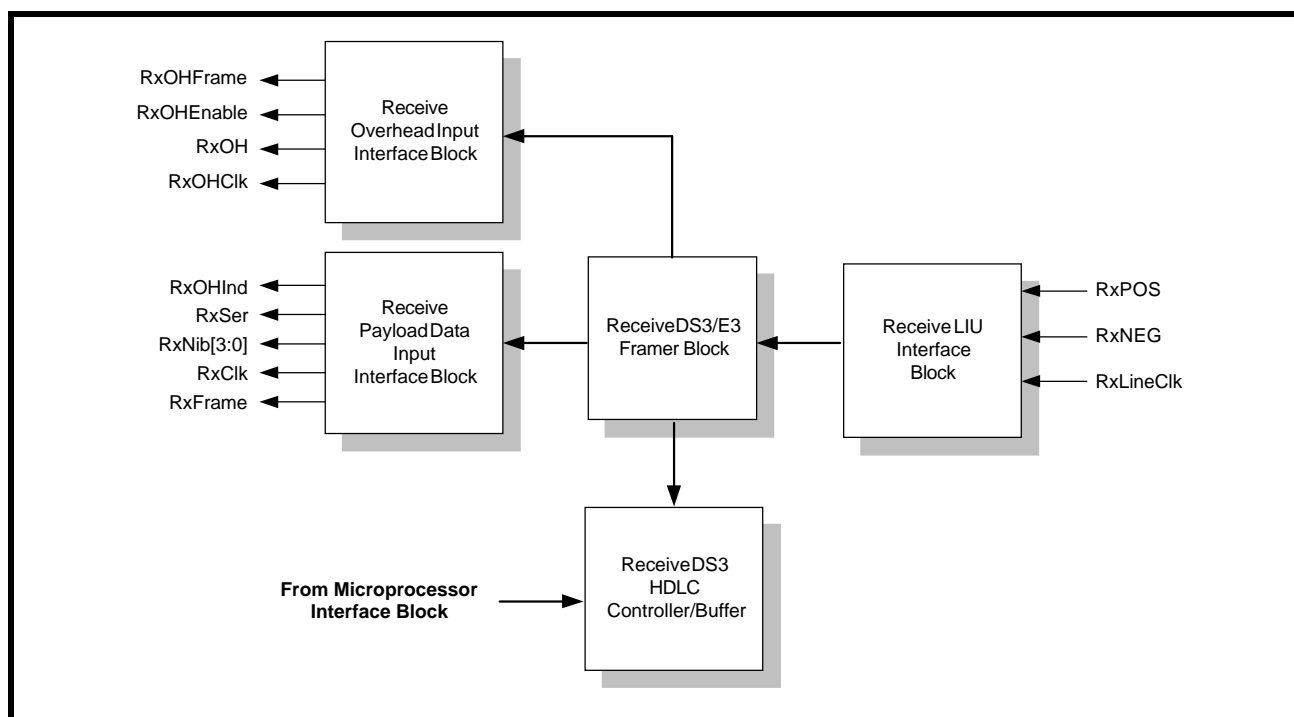 RxOHFrame
RxOHEnable
RxOH
RxOHClk
Receive
Overhead Input
Interface Block
RxOHInd
RxSer
RxNib[3:0]
RxClk
RxFrame
Receive
Payload Data
Input
Interface Block
Receive DS3/E3
Framer Block
Receive LIU
Interface
Block
RxPOS
RxNEG
RxLineClk
From Microprocessor
Interface Block
Receive DS3
HDLC
Controller/Buffer